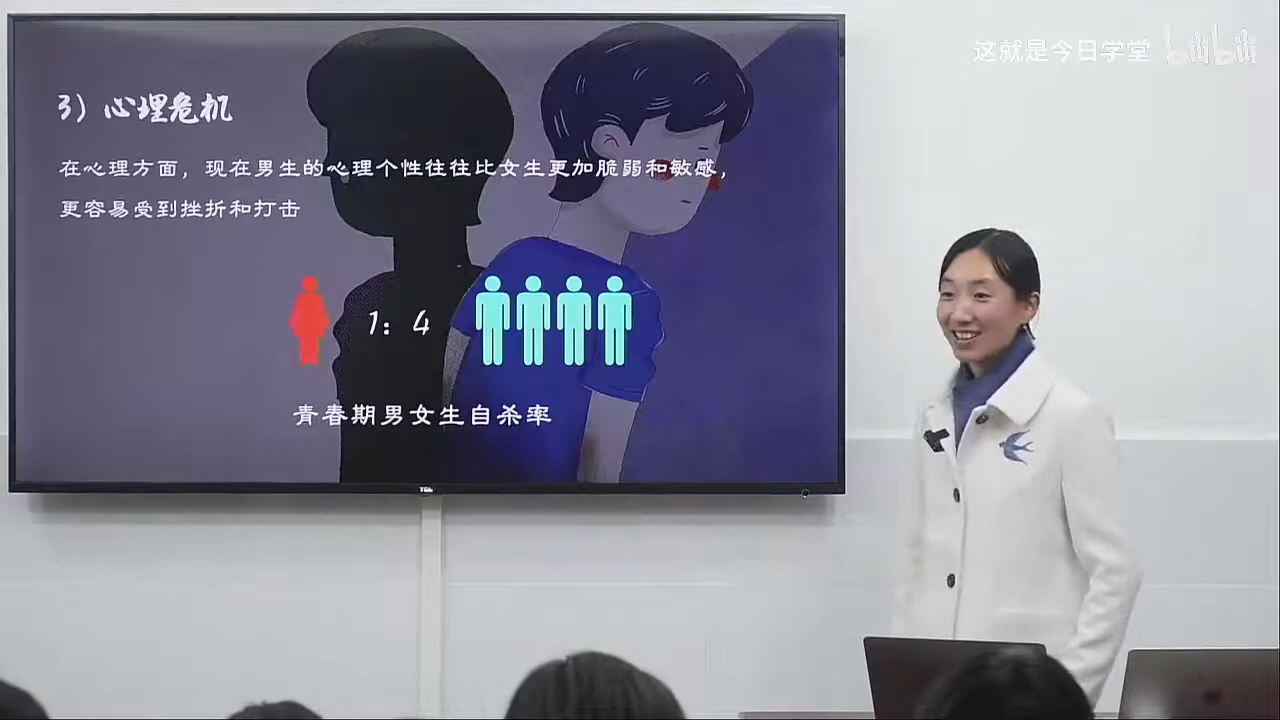 这就是今日学堂 bilibili
3）心理危机
在心理方面，现在男生的心理个性往往比女生更加脆弱和敏感，
更容易受到挫折和打击
1：4
青春期男女生自杀率